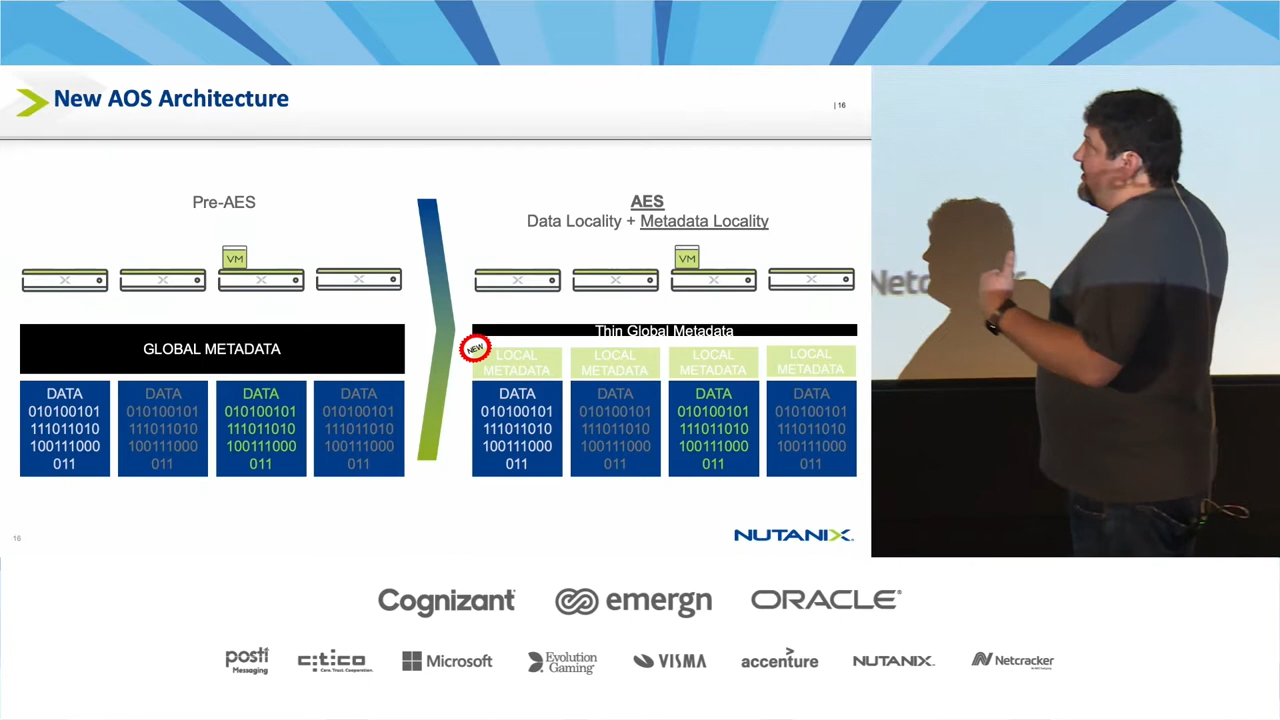 New AOS Architecture
| 16
Pre-AES
VM
GLOBAL METADATA
DATA
010100101
111011010
100111000
011
DATA
010100101
111011010
100111000
011
DATA
010100101
111011010
100111000
011
DATA
010100101
111011010
100111000
011
AES
Data Locality + Metadata Locality
VM
Thin Global Metadata
NEW
LOCAL
METADATA
LOCAL
METADATA
LOCAL
METADATA
LOCAL
METADATA
DATA
010100101
111011010
100111000
011
DATA
010100101
111011010
100111000
011
DATA
010100101
111011010
100111000
011
DATA
010100101
111011010
100111000
011
16
NUTANIX
Cognizant emergn ORACLE®
posti Messaging
citico
Microsoft
Evolution Gaming
VISMA
accenture
NUTANIX
Netcracker